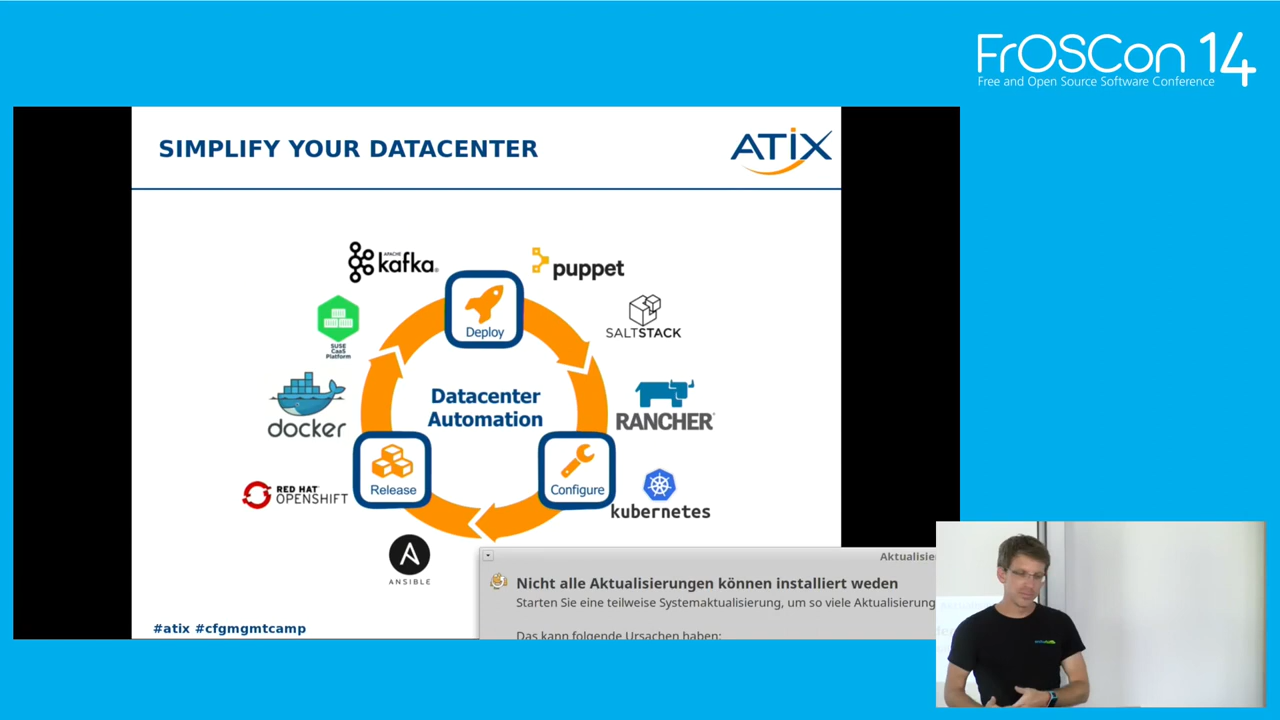 FrOSCon 14
Free and Open Source Software Conference
SIMPLIFY YOUR DATACENTER
ATIX
APACHE
kafka
puppet
Deploy
SUSE
CaaS
Platform
SALTSTACK
Datacenter
Automation
docker
RANCHER
RED HAT
OPENSHIFT
Release
Configure
kubernetes
ANSIBLE
Aktualisie
Nicht alle Aktualisierungen können installiert weden
Starten Sie eine teilweise Systemaktualisierung, um so viele Aktualisierung
Das kann folgende Ursachen haben:
#atix #cfgmgmtcamp